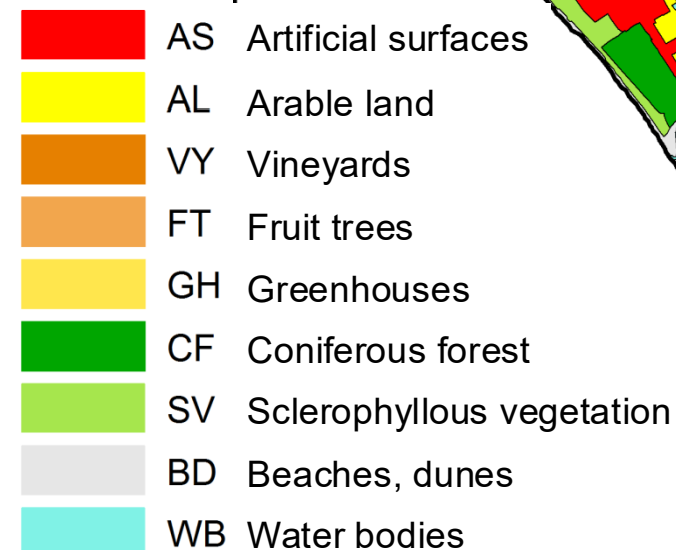 AS Artificial surfaces
AL Arable land
VY Vineyards
FT Fruit trees
GH Greenhouses
CF Coniferous forest
SV Sclerophyllous vegetation
BD Beaches, dunes
WB Water bodies